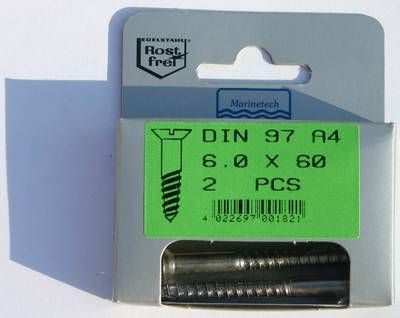 EDELSTAHL
Rost
frei
Marinetech
DIN 97 A4
6.0 X 60
2 PCS
4 022697 001821